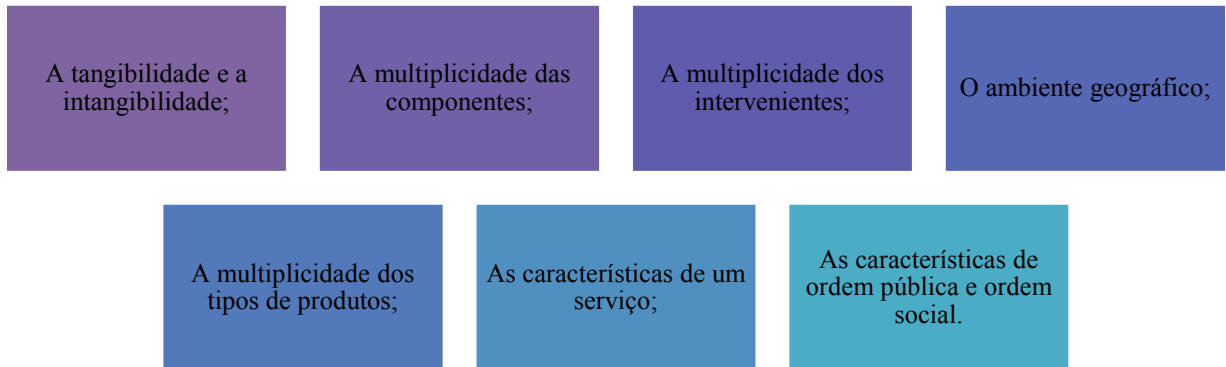 A tangibilidade e a
intangibilidade;
A multiplicidade das
componentes;
A multiplicidade dos
intervenientes;
O ambiente geográfico;
A multiplicidade dos
tipos de produtos;
As características de um
serviço;
As características de
ordem pública e ordem
social.